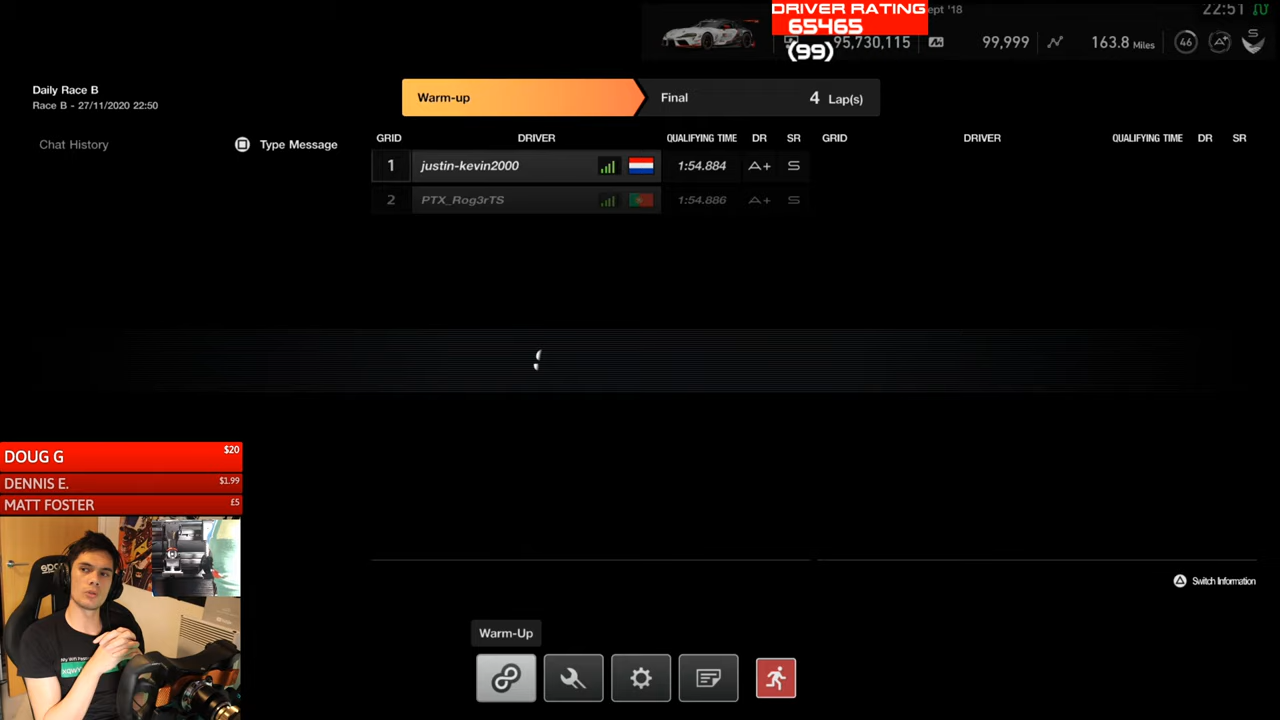 DRIVER RATING
65465
(99)
ept '18
22:51
95,730,115
99,999
163.8 Miles
46
A+
S
Daily Race B
Race B - 27/11/2020 22:50
Warm-up
Final
4 Lap(s)
Chat History
Type Message
GRID DRIVER QUALIFYING TIME DR SR GRID DRIVER QUALIFYING TIME DR SR
1 justin-kevin2000 1:54.884 A+ S
2 PTX_Rog3rTS 1:54.886 A+ S
DOUG G $20
DENNIS E. $1.99
MATT FOSTER £5
Switch Information
Warm-Up